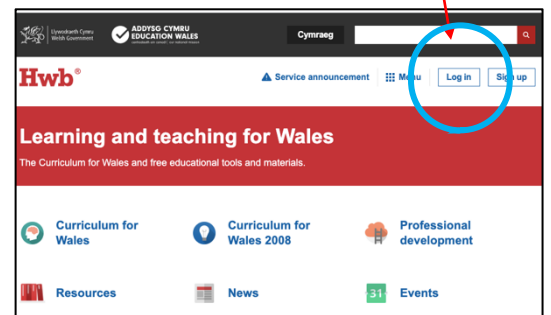 Llywodraeth Cymru
Welsh Government
ADDYSG CYMRU
EDUCATION WALES
Cymraeg
Hwb®
Service announcement
Menu
Log in
Sign up
Learning and teaching for Wales
The Curriculum for Wales and free educational tools and materials.
Curriculum for
Wales
Curriculum for
Wales 2008
Professional
development
Resources
News
31
Events